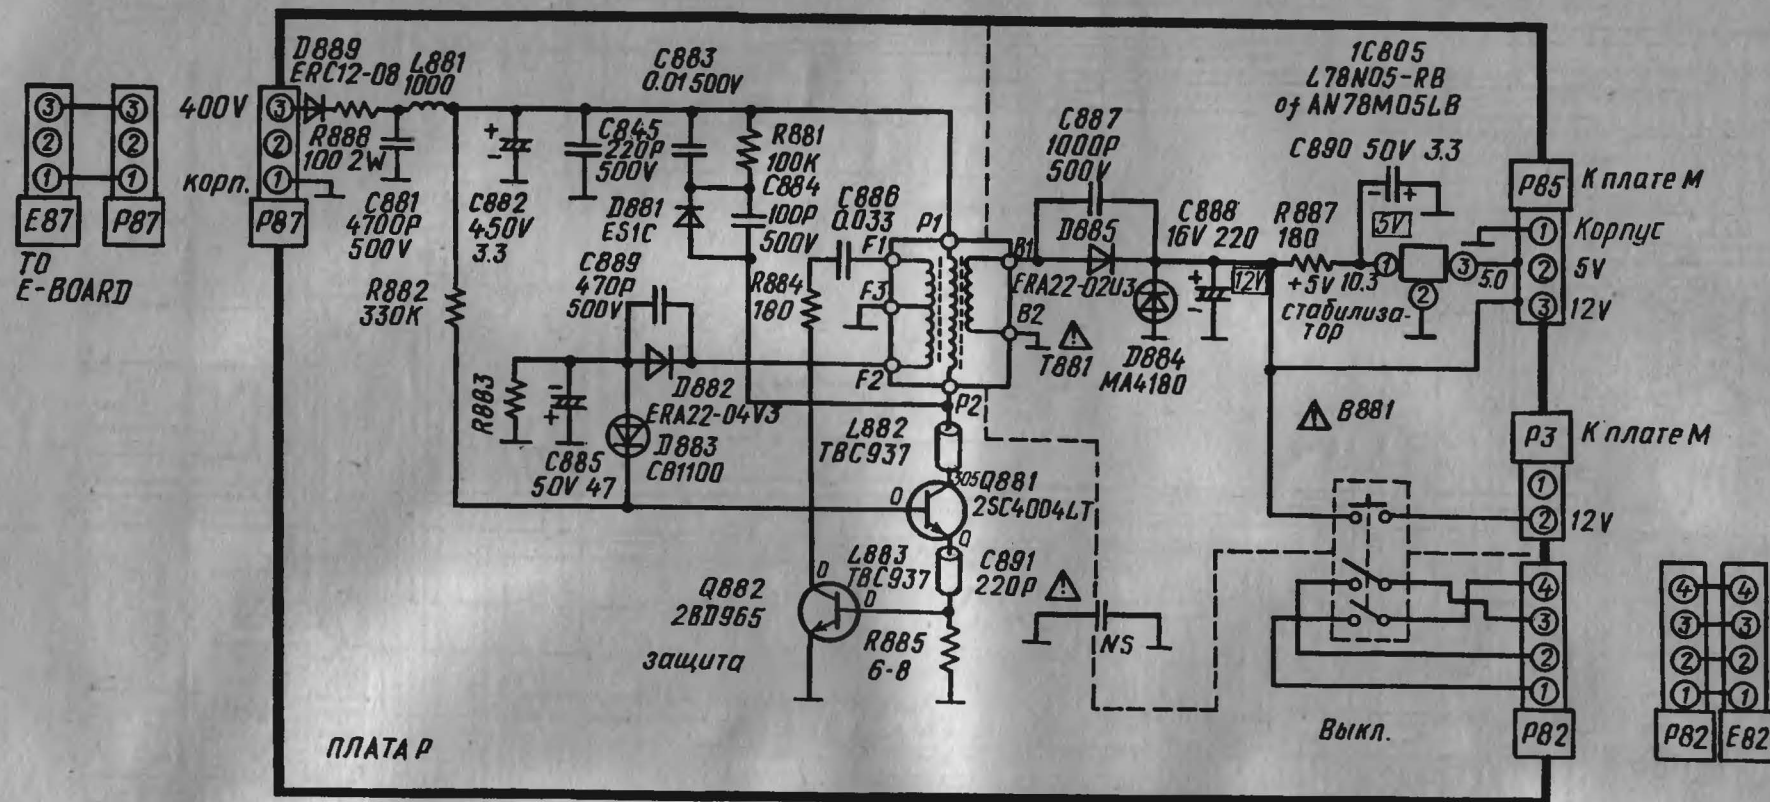 D889
ERC12-08
L881
1000
C883
0.01 500V
1C805
L78N05-RB
of AN78M05LB
3
2
1
E87
TO
E-BOARD
3
2
1
P87
400V
корп.
3
2
1
P87
R888
100 2W
C881
4700P
500V
C882
450V
3.3
C845
220P
500V
R881
100K
C884
100P
500V
D881
ES1C
C886
0.033
C887
1000P
500V
D885
ERA22-02U3
C888
16V 220
R887
180
C890 50V 3.3
5V
12V
+5V
10.3
1
2
3
5.0
стабилиза-
тор
P85
К плате М
1
Корпус
2
5V
3
12V
R882
330K
C889
470P
500V
R884
180
F1
F3
F2
P1
P2
B1
B2
T881
D884
MA4180
R883
C885
50V 47
D882
ERA22-04V3
D883
CB1100
L882
TBC937
305
Q881
2SC4004LT
0
0
L883
TBC937
C891
220P
NS
Q882
2BD965
0
0
защита
R885
6-8
B881
P3
К плате М
1
2
12V
4
3
2
1
P82
Выкл.
4
3
2
1
P82
4
3
2
1
E82
ПЛАТА Р